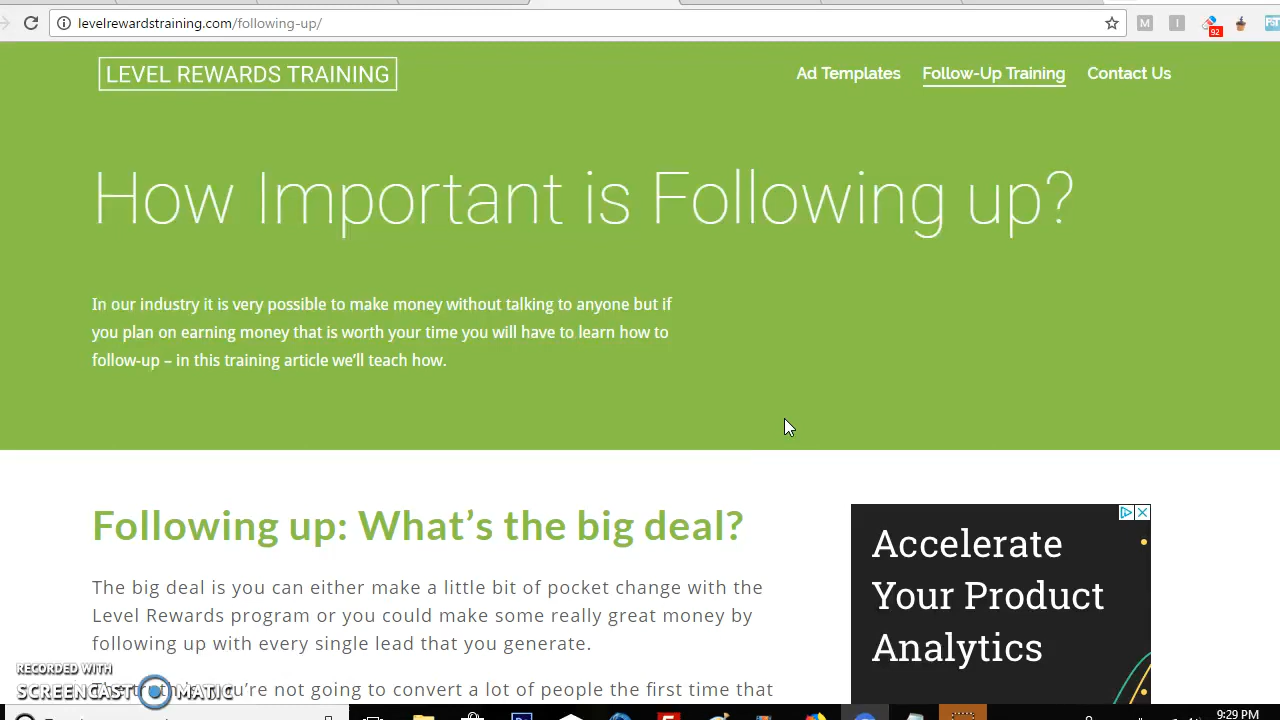 levelrewardstraining.com/following-up/
M
I
92
FST
LEVEL REWARDS TRAINING
Ad Templates
Follow-Up Training
Contact Us
How Important is Following up?
In our industry it is very possible to make money without talking to anyone but if
you plan on earning money that is worth your time you will have to learn how to
follow-up – in this training article we'll teach how.
Following up: What's the big deal?
The big deal is you can either make a little bit of pocket change with the
Level Rewards program or you could make some really great money by
following up with every single lead that you generate.
you're not going to convert a lot of people the first time that
Accelerate
Your Product
Analytics
RECORDED WITH
SCREENCAST MATIC
9:29 PM